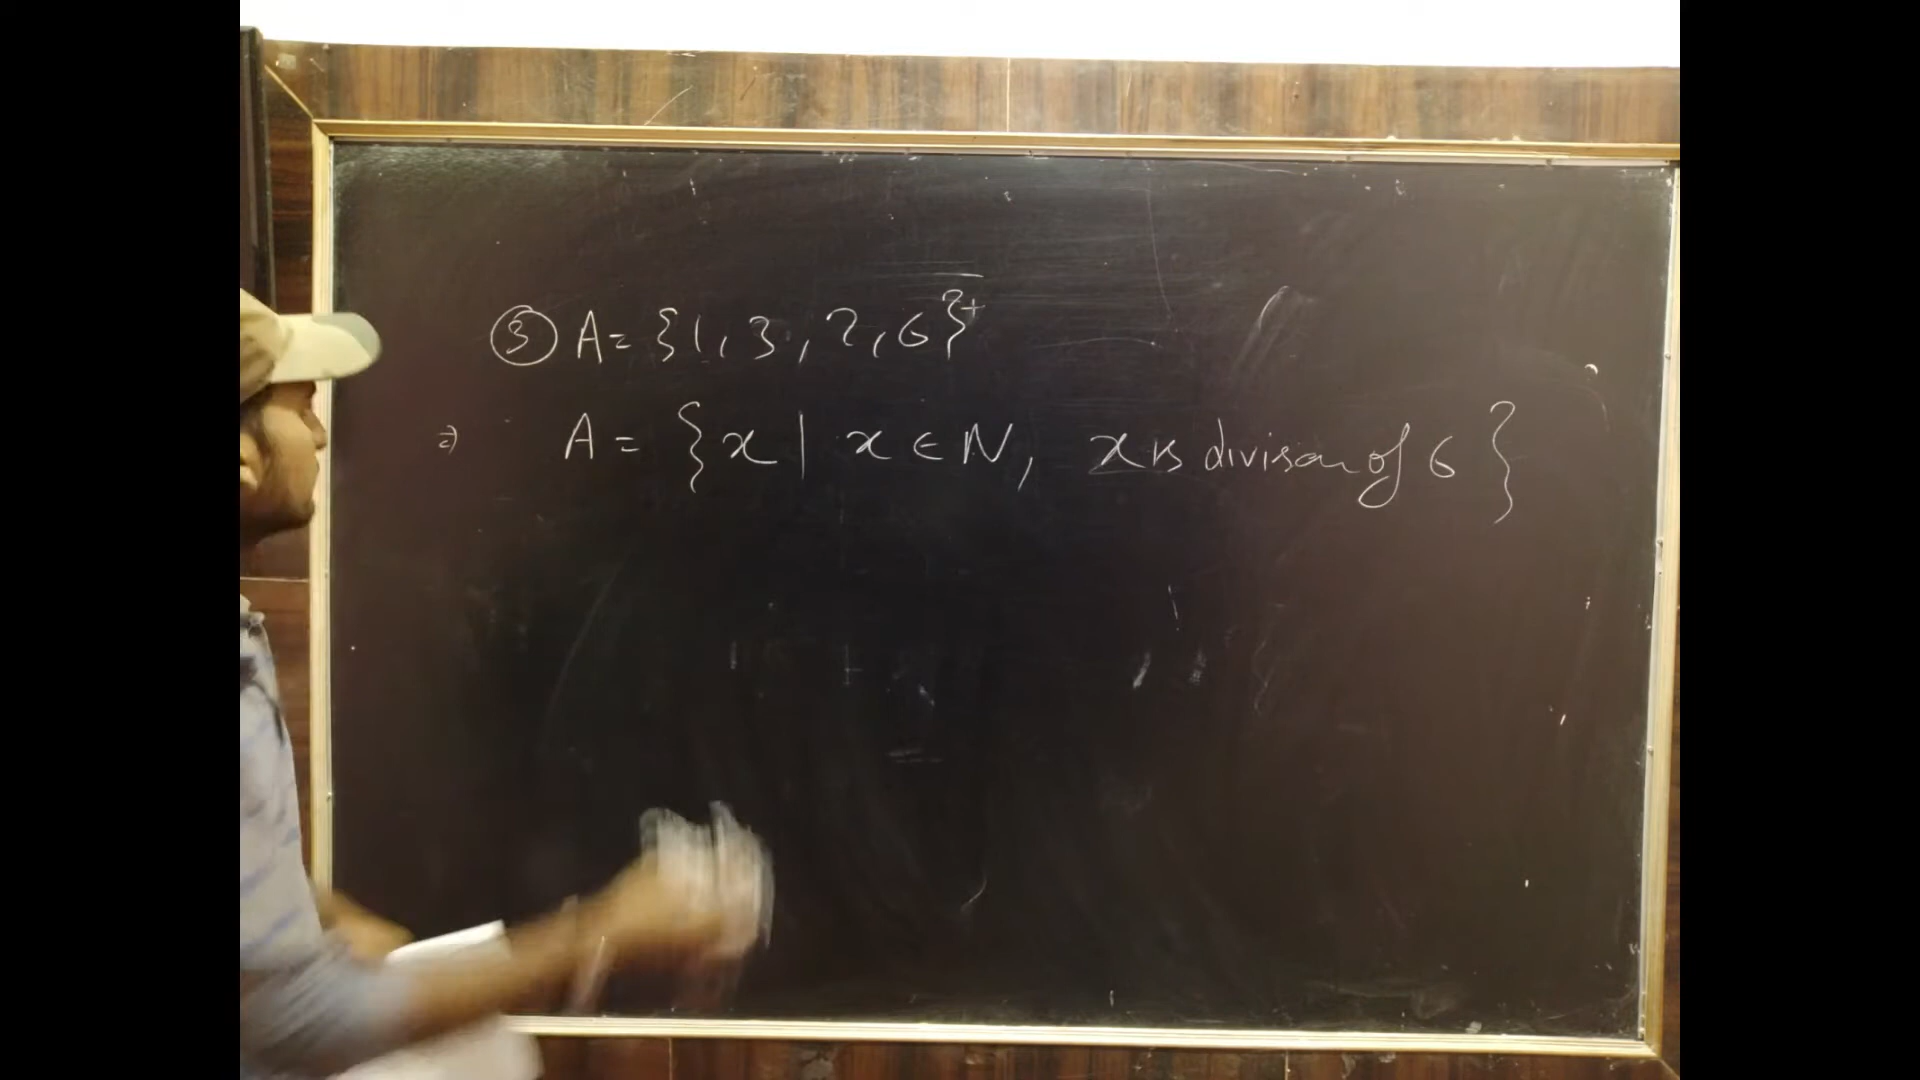 ③ A = {1, 3, 2, 6}
=) A = {x | x ∈ N, x is divisor of 6}